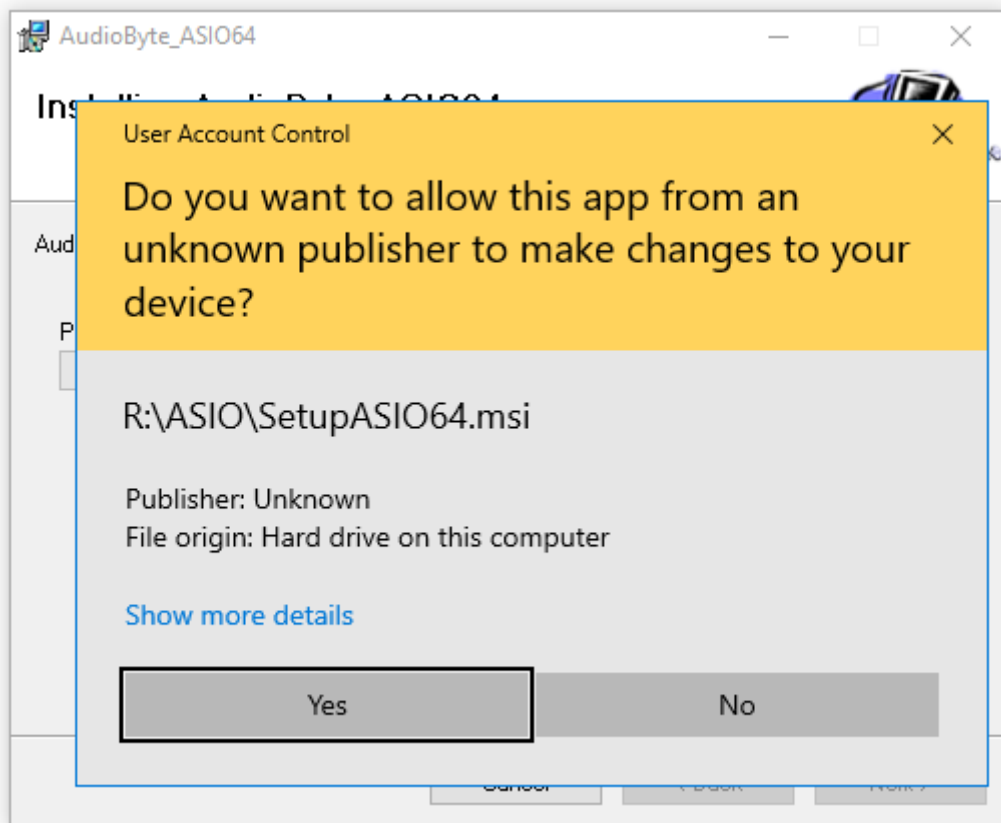 AudioByte_ASIO64
User Account Control
Do you want to allow this app from an
unknown publisher to make changes to your
device?
R:\ASIO\SetupASIO64.msi
Publisher: Unknown
File origin: Hard drive on this computer
Show more details
Yes
No